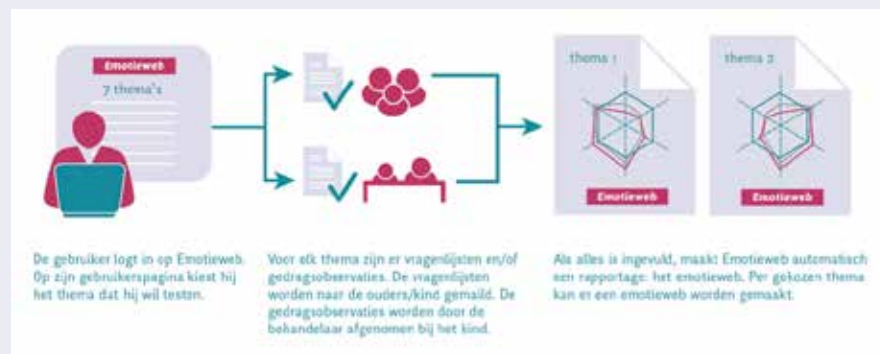 Emotieweb
7 thema's
thema 1
thema 2
Emotieweb
Emotieweb
De gebruiker logt in op Emotieweb.
Op zijn gebruikerspagina kiest hij
het thema dat hij wil testen.
Voor elk thema zijn er vragenlijsten en/of
gedragsobservaties. De vragenlijsten
worden naar de ouders/kind gemaild. De
gedragsobservaties worden door de
behandelaar afgenomen bij het kind.
Als alles is ingevuld, maakt Emotieweb automatisch
een rapportage: het emotieweb. Per gekozen thema
kan er een emotieweb worden gemaakt.